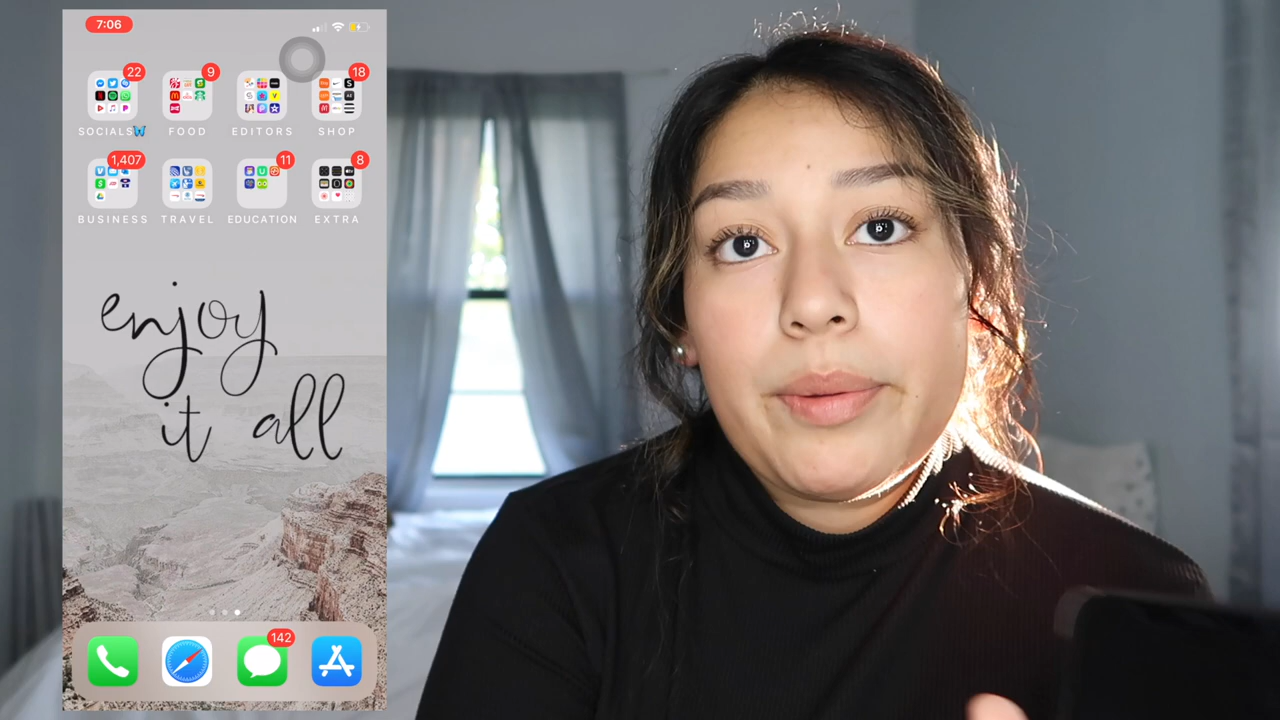 7:06
22
9
18
SOCIALS🦋
FOOD
EDITORS
SHOP
1,407
11
8
BUSINESS
TRAVEL
EDUCATION
EXTRA
enjoy
it all
142